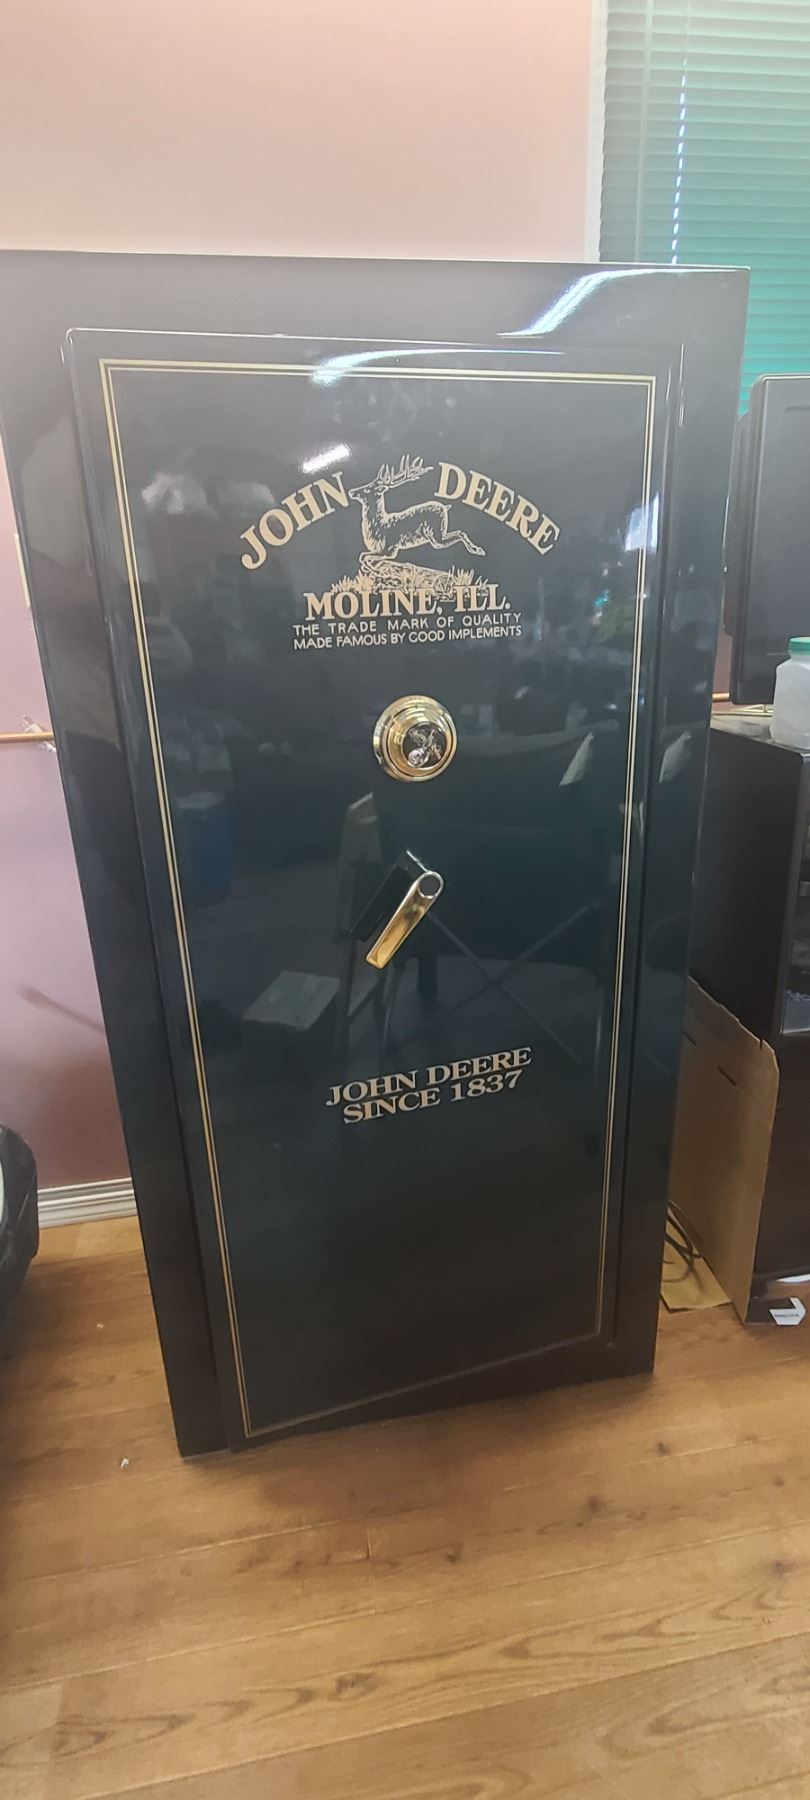 JOHN DEERE
MOLINE, ILL.
THE TRADE MARK OF QUALITY
MADE FAMOUS BY GOOD IMPLEMENTS
JOHN DEERE
SINCE 1837